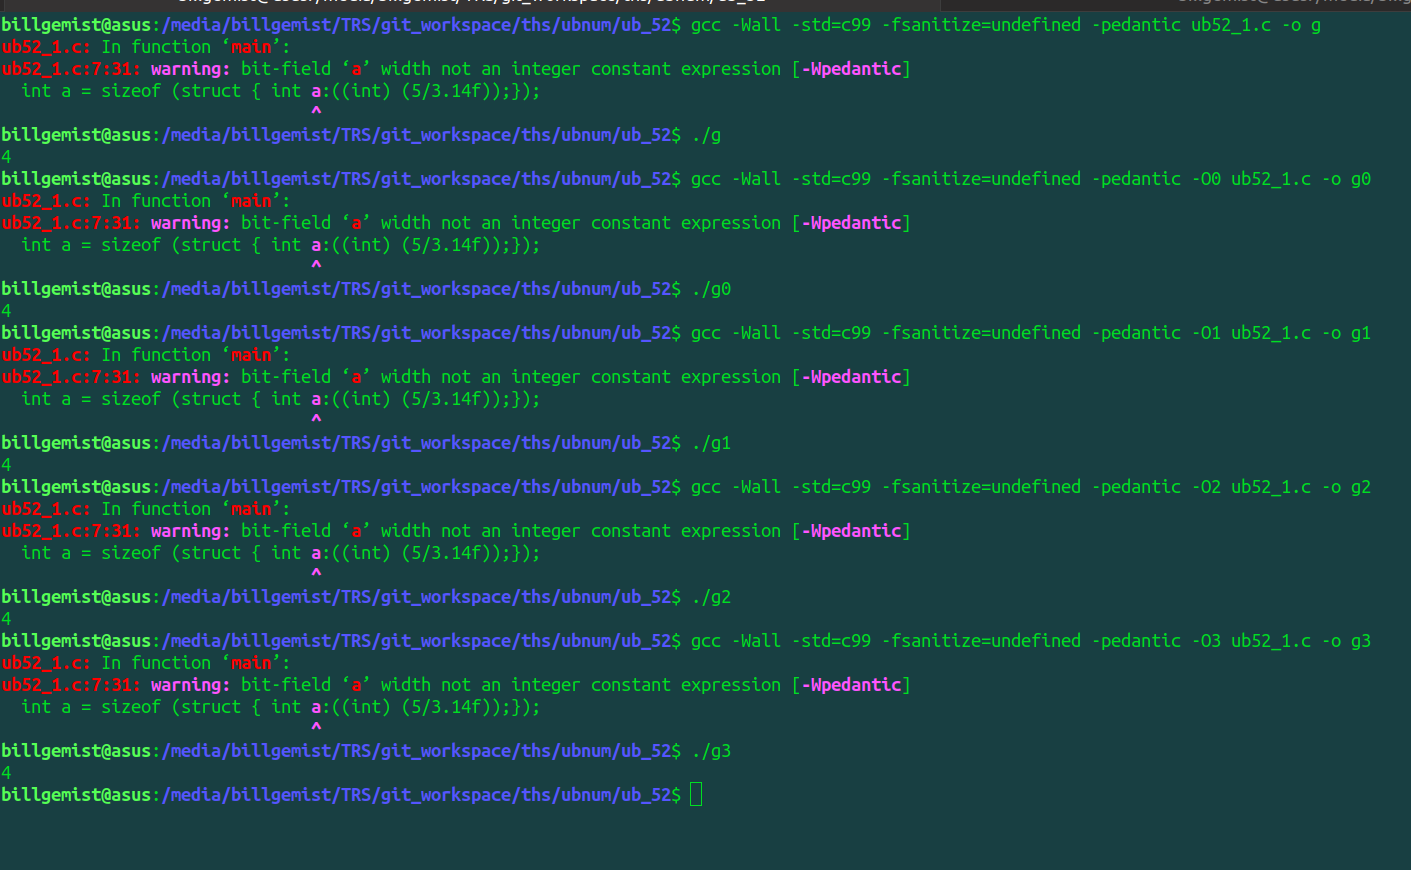 billgemist@asus:/media/billgemist/TRS/git_workspace/ths/ubnum/ub_52$ gcc -Wall -std=c99 -fsanitize=undefined -pedantic ub52_1.c -o g
ub52_1.c: In function ‘main’:
ub52_1.c:7:31: warning: bit-field ‘a’ width not an integer constant expression [-Wpedantic]
  int a = sizeof (struct { int a:((int) (5/3.14f));});
                               ^
billgemist@asus:/media/billgemist/TRS/git_workspace/ths/ubnum/ub_52$ ./g
4
billgemist@asus:/media/billgemist/TRS/git_workspace/ths/ubnum/ub_52$ gcc -Wall -std=c99 -fsanitize=undefined -pedantic -O0 ub52_1.c -o g0
ub52_1.c: In function ‘main’:
ub52_1.c:7:31: warning: bit-field ‘a’ width not an integer constant expression [-Wpedantic]
  int a = sizeof (struct { int a:((int) (5/3.14f));});
                               ^
billgemist@asus:/media/billgemist/TRS/git_workspace/ths/ubnum/ub_52$ ./g0
4
billgemist@asus:/media/billgemist/TRS/git_workspace/ths/ubnum/ub_52$ gcc -Wall -std=c99 -fsanitize=undefined -pedantic -O1 ub52_1.c -o g1
ub52_1.c: In function ‘main’:
ub52_1.c:7:31: warning: bit-field ‘a’ width not an integer constant expression [-Wpedantic]
  int a = sizeof (struct { int a:((int) (5/3.14f));});
                               ^
billgemist@asus:/media/billgemist/TRS/git_workspace/ths/ubnum/ub_52$ ./g1
4
billgemist@asus:/media/billgemist/TRS/git_workspace/ths/ubnum/ub_52$ gcc -Wall -std=c99 -fsanitize=undefined -pedantic -O2 ub52_1.c -o g2
ub52_1.c: In function ‘main’:
ub52_1.c:7:31: warning: bit-field ‘a’ width not an integer constant expression [-Wpedantic]
  int a = sizeof (struct { int a:((int) (5/3.14f));});
                               ^
billgemist@asus:/media/billgemist/TRS/git_workspace/ths/ubnum/ub_52$ ./g2
4
billgemist@asus:/media/billgemist/TRS/git_workspace/ths/ubnum/ub_52$ gcc -Wall -std=c99 -fsanitize=undefined -pedantic -O3 ub52_1.c -o g3
ub52_1.c: In function ‘main’:
ub52_1.c:7:31: warning: bit-field ‘a’ width not an integer constant expression [-Wpedantic]
  int a = sizeof (struct { int a:((int) (5/3.14f));});
                               ^
billgemist@asus:/media/billgemist/TRS/git_workspace/ths/ubnum/ub_52$ ./g3
4
billgemist@asus:/media/billgemist/TRS/git_workspace/ths/ubnum/ub_52$